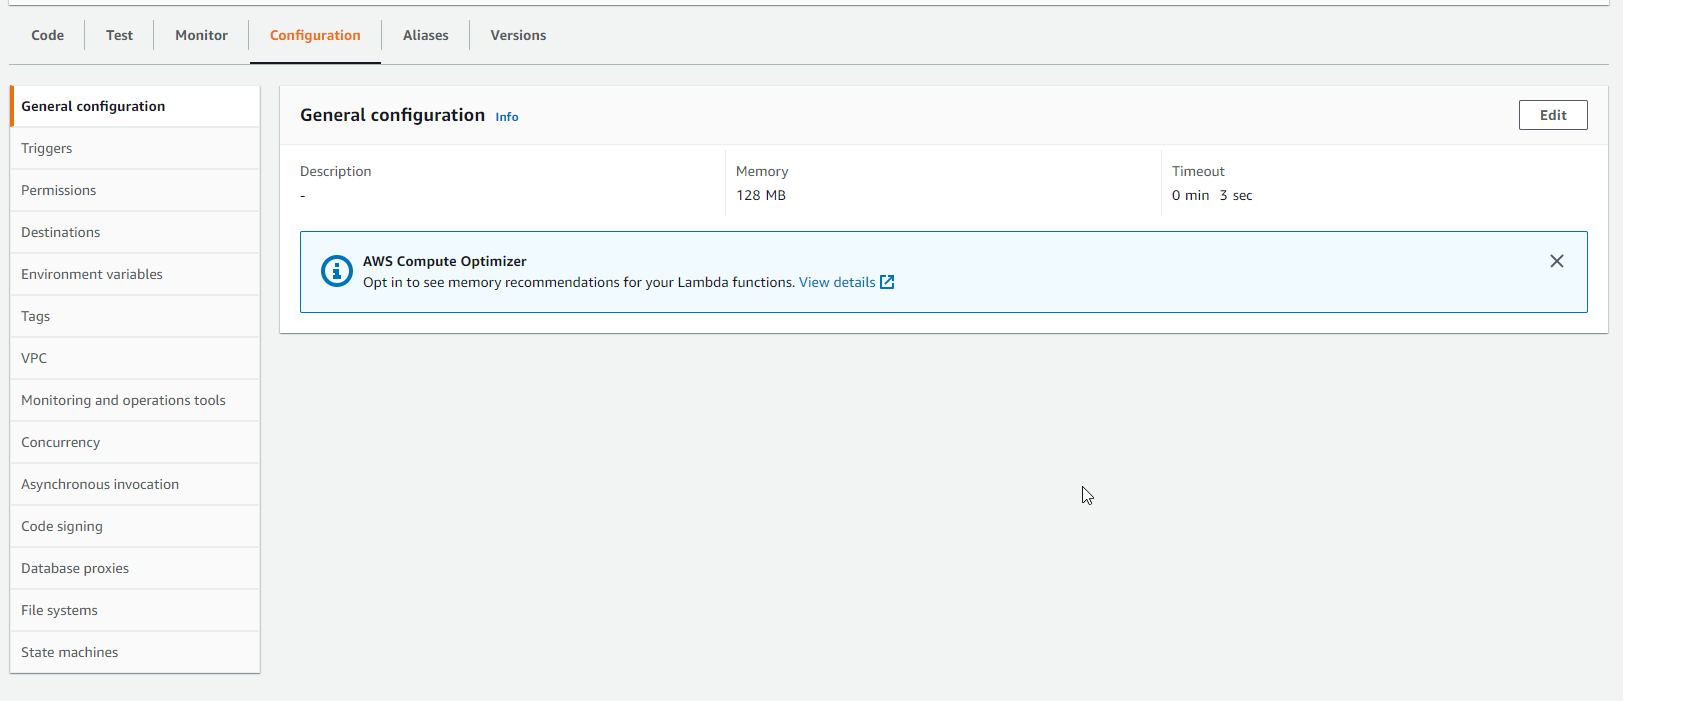 Code Test Monitor Configuration Aliases Versions
General configuration
Triggers
Permissions
Destinations
Environment variables
Tags
VPC
Monitoring and operations tools
Concurrency
Asynchronous invocation
Code signing
Database proxies
File systems
State machines
General configuration Info Edit
Description Memory Timeout
- 128 MB 0 min 3 sec
AWS Compute Optimizer
Opt in to see memory recommendations for your Lambda functions. View details